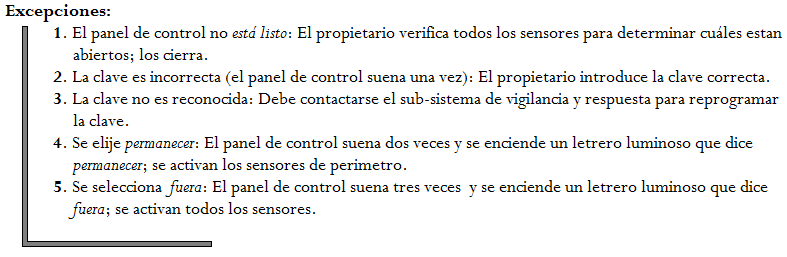 Excepciones:
1. El panel de control no está listo: El propietario verifica todos los sensores para determinar cuáles estan
abiertos; los cierra.
2. La clave es incorrecta (el panel de control suena una vez): El propietario introduce la clave correcta.
3. La clave no es reconocida: Debe contactarse el sub-sistema de vigilancia y respuesta para reprogramar
la clave.
4. Se elije permanecer: El panel de control suena dos veces y se enciende un letrero luminoso que dice
permanecer; se activan los sensores de perimetro.
5. Se selecciona fuera: El panel de control suena tres veces y se enciende un letrero luminoso que dice
fuera; se activan todos los sensores.